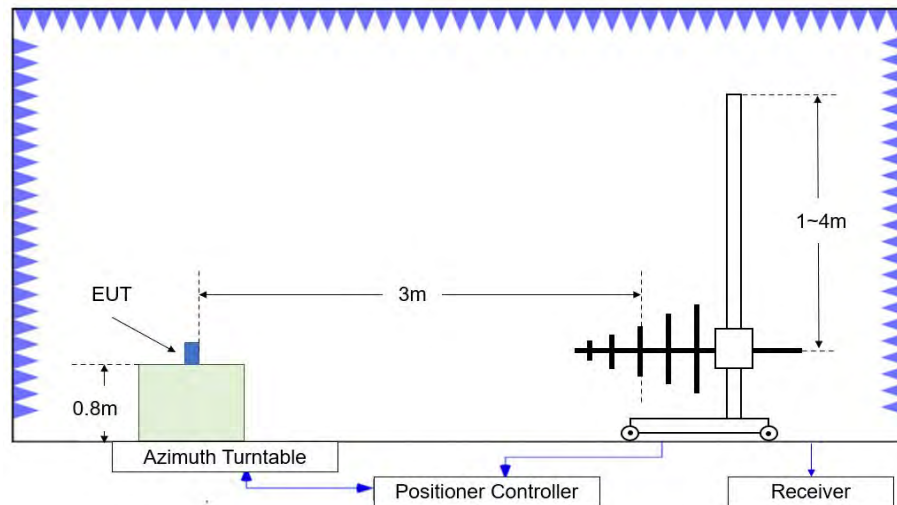 1~4m
EUT
3m
0.8m
Azimuth Turntable
Positioner Controller
Receiver